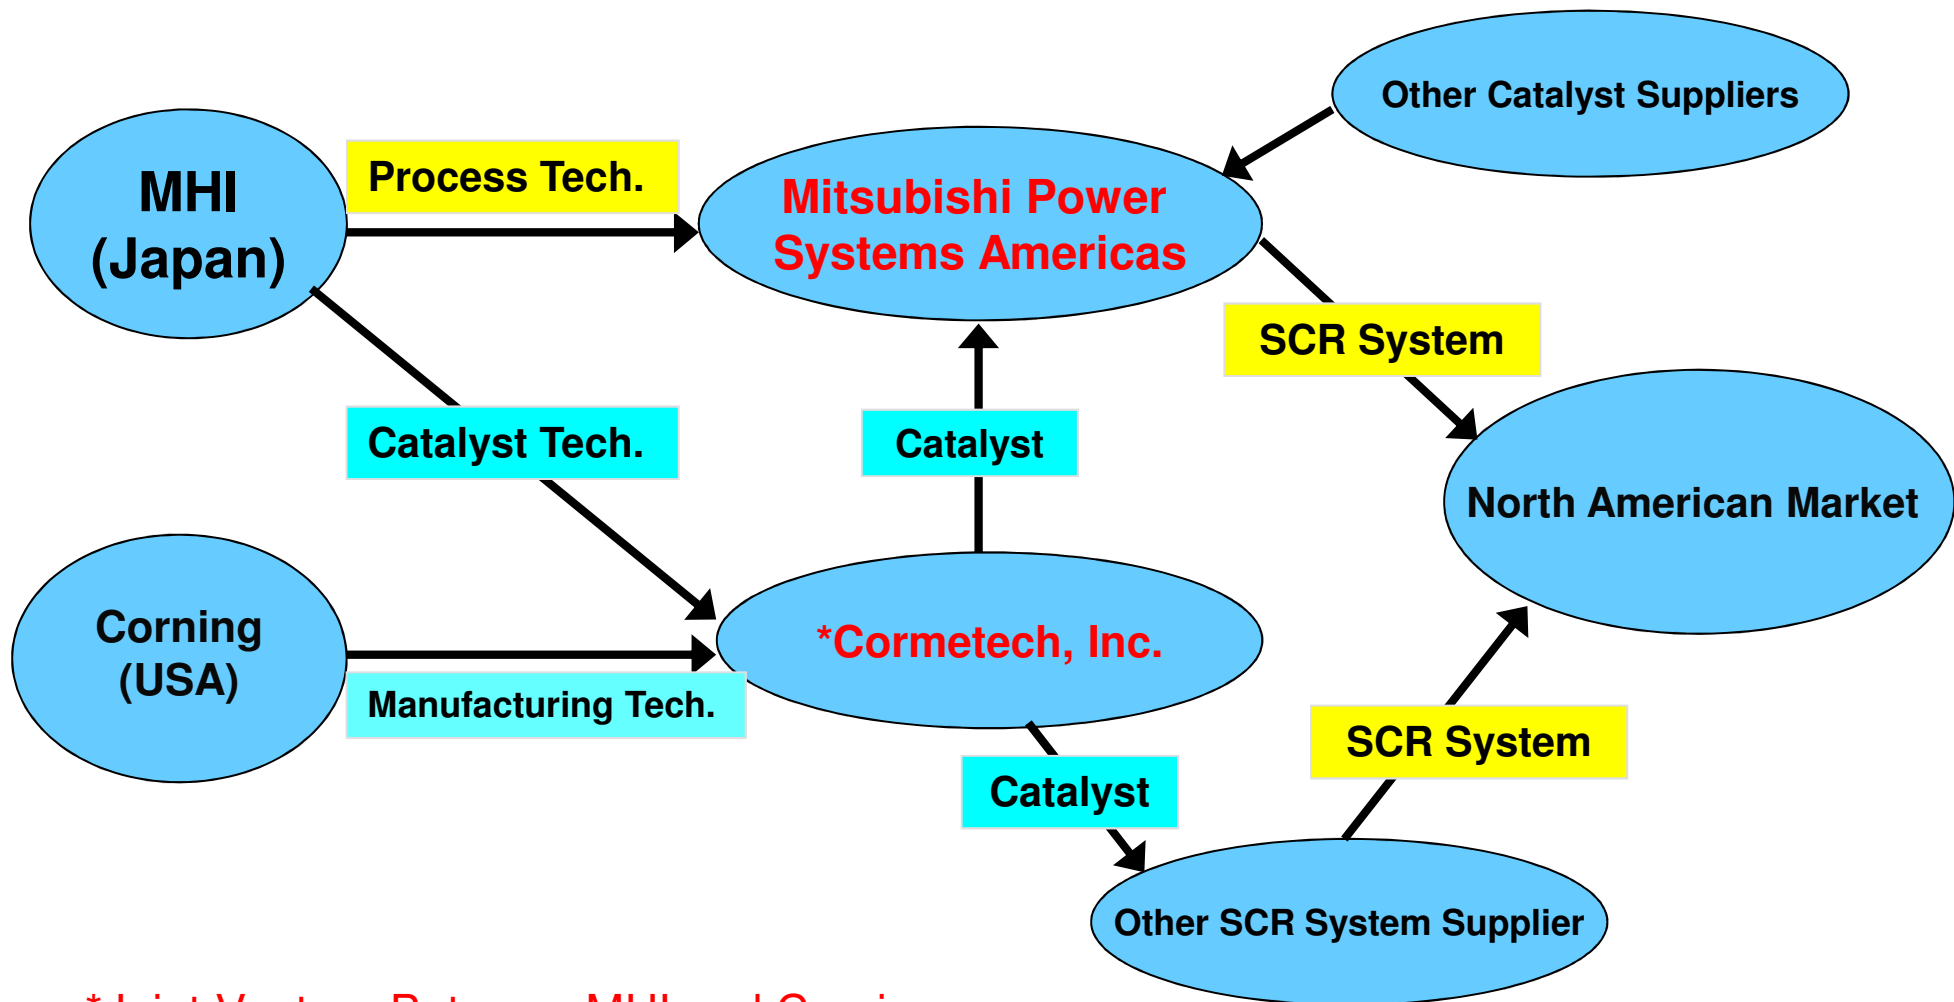 Other Catalyst Suppliers
MHI
(Japan)
Process Tech.
Mitsubishi Power
Systems Americas
SCR System
Catalyst Tech.
Catalyst
North American Market
Corning
(USA)
*Cormetech, Inc.
Manufacturing Tech.
SCR System
Catalyst
Other SCR System Supplier